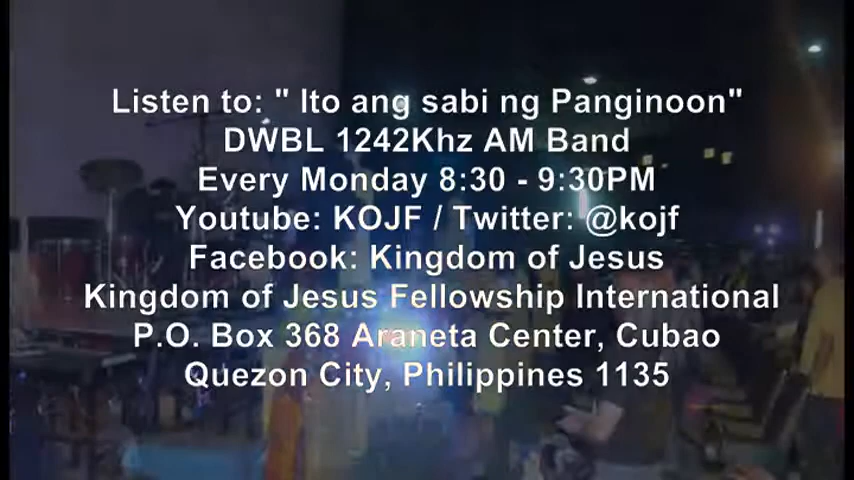 Listen to: " Ito ang sabi ng Panginoon"
DWBL 1242Khz AM Band
Every Monday 8:30 - 9:30PM
Youtube: KOJF / Twitter: @kojf
Facebook: Kingdom of Jesus
Kingdom of Jesus Fellowship International
P.O. Box 368 Araneta Center, Cubao
Quezon City, Philippines 1135